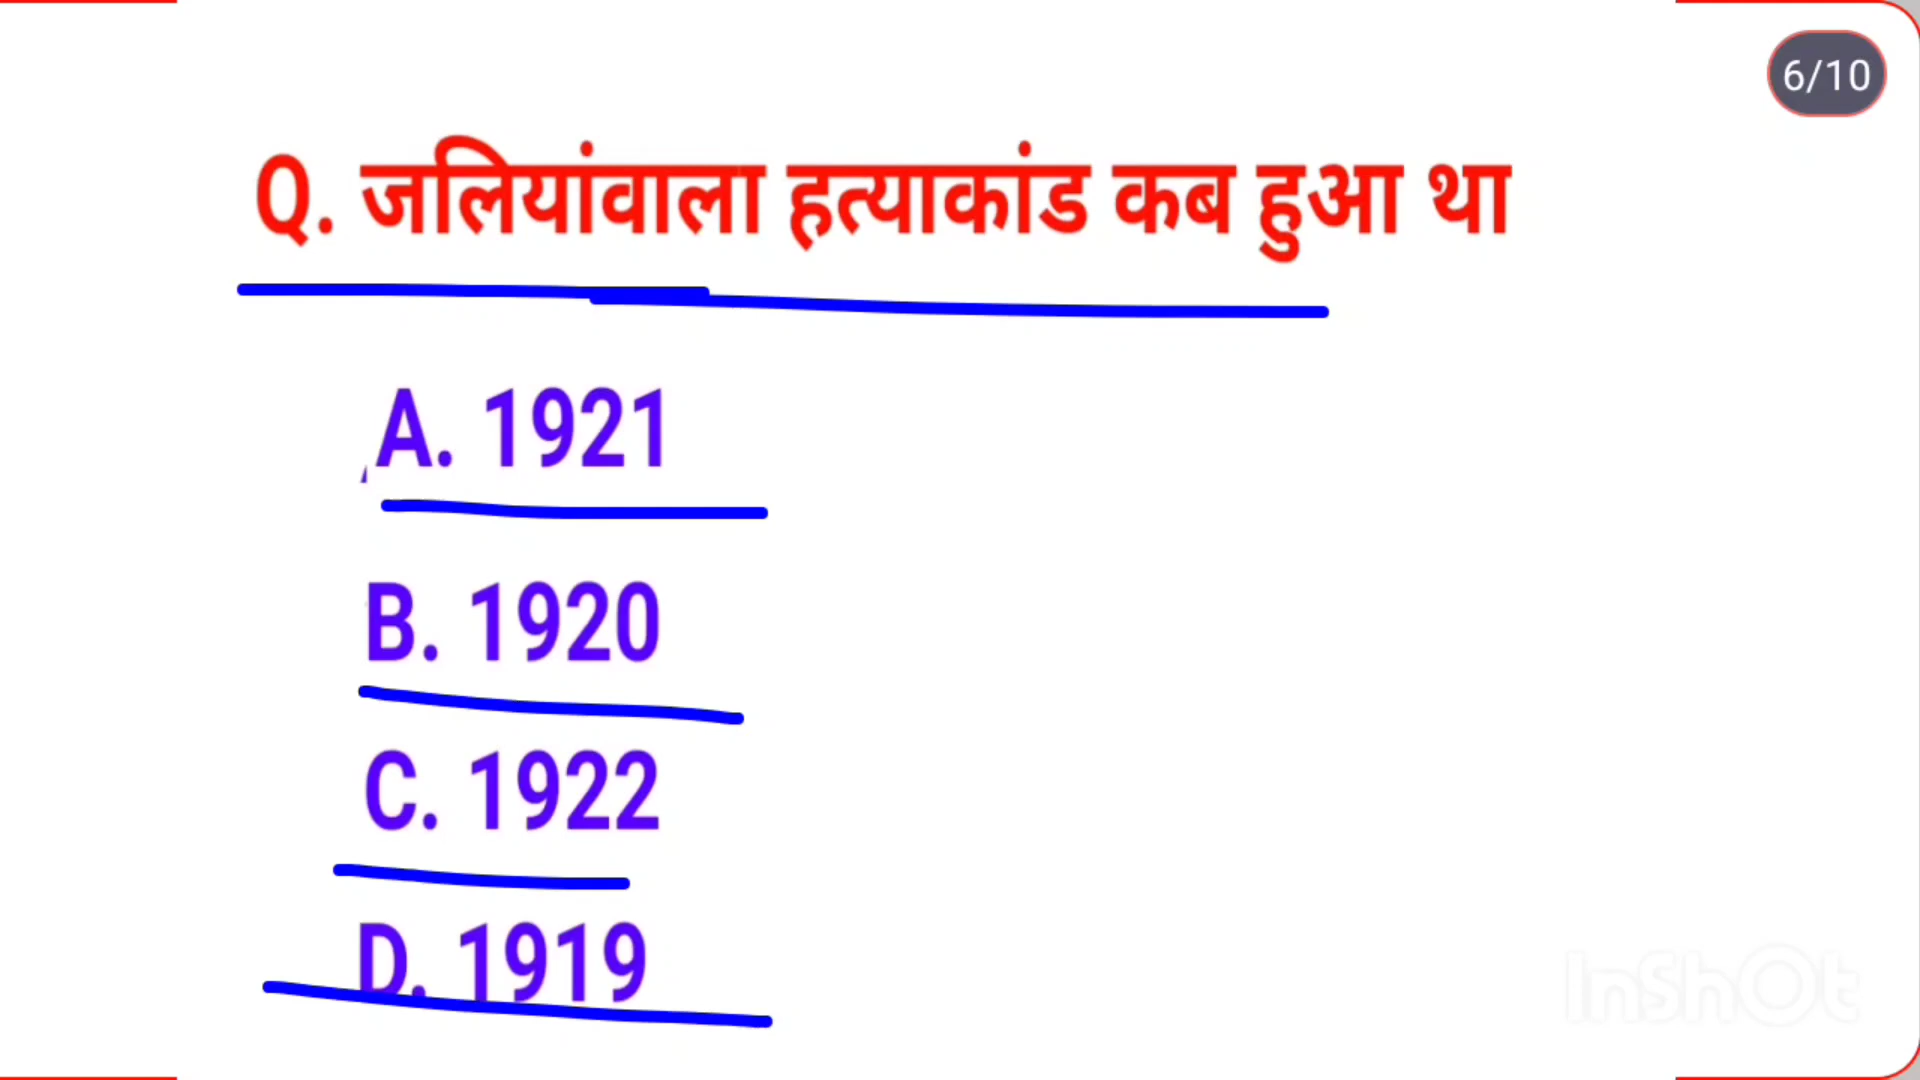 6/10
Q. जलियांवाला हत्याकांड कब हुआ था
A. 1921
B. 1920
C. 1922
D. 1919
InShOt